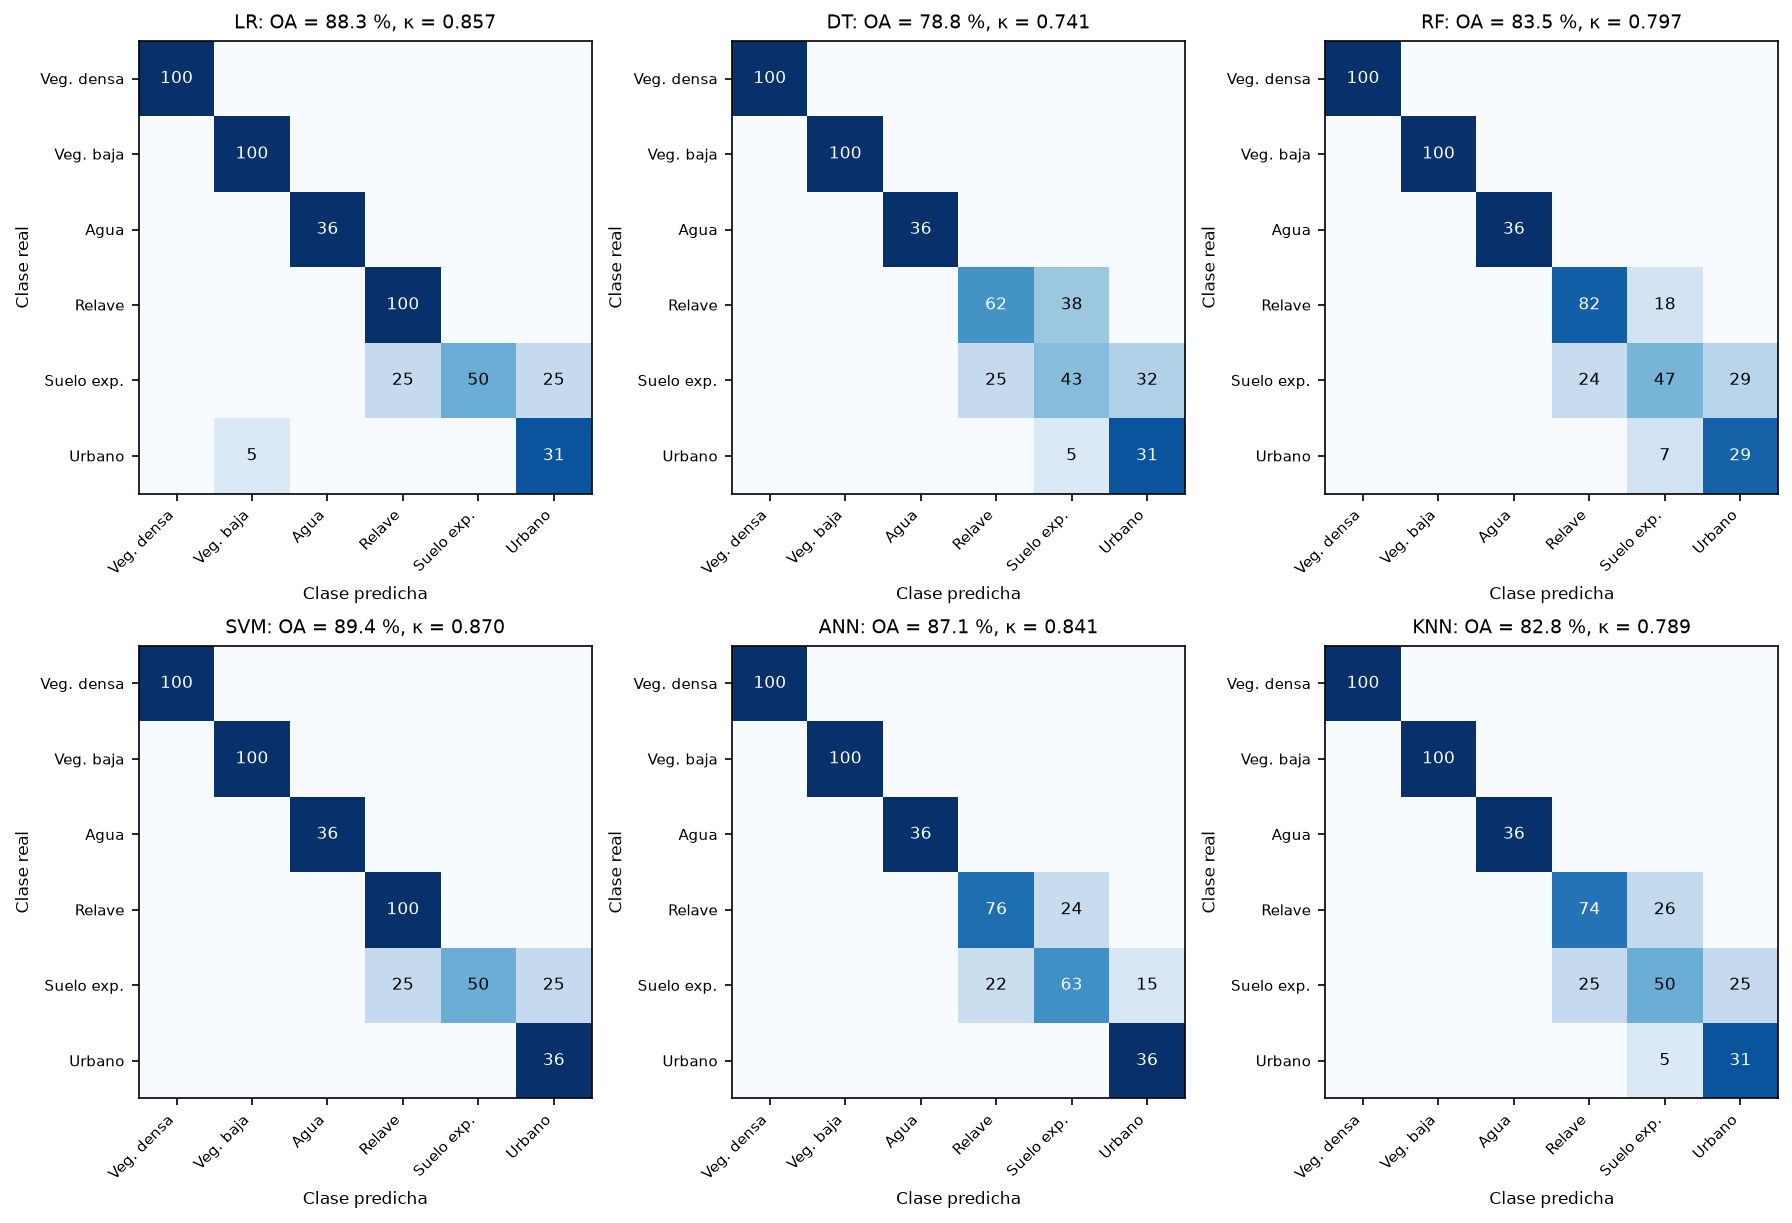 LR: OA = 88.3 %, κ = 0.857
Clase real
Veg. densa
Veg. baja
Agua
Relave
Suelo exp.
Urbano
100
100
36
100
25 50 25
5 31
Veg. densa
Veg. baja
Agua
Relave
Suelo exp.
Urbano
Clase predicha
DT: OA = 78.8 %, κ = 0.741
Clase real
Veg. densa
Veg. baja
Agua
Relave
Suelo exp.
Urbano
100
100
36
62 38
25 43 32
5 31
Veg. densa
Veg. baja
Agua
Relave
Suelo exp.
Urbano
Clase predicha
RF: OA = 83.5 %, κ = 0.797
Clase real
Veg. densa
Veg. baja
Agua
Relave
Suelo exp.
Urbano
100
100
36
82 18
24 47 29
7 29
Veg. densa
Veg. baja
Agua
Relave
Suelo exp.
Urbano
Clase predicha
SVM: OA = 89.4 %, κ = 0.870
Clase real
Veg. densa
Veg. baja
Agua
Relave
Suelo exp.
Urbano
100
100
36
100
25 50 25
36
Veg. densa
Veg. baja
Agua
Relave
Suelo exp.
Urbano
Clase predicha
ANN: OA = 87.1 %, κ = 0.841
Clase real
Veg. densa
Veg. baja
Agua
Relave
Suelo exp.
Urbano
100
100
36
76 24
22 63 15
36
Veg. densa
Veg. baja
Agua
Relave
Suelo exp.
Urbano
Clase predicha
KNN: OA = 82.8 %, κ = 0.789
Clase real
Veg. densa
Veg. baja
Agua
Relave
Suelo exp.
Urbano
100
100
36
74 26
25 50 25
5 31
Veg. densa
Veg. baja
Agua
Relave
Suelo exp.
Urbano
Clase predicha